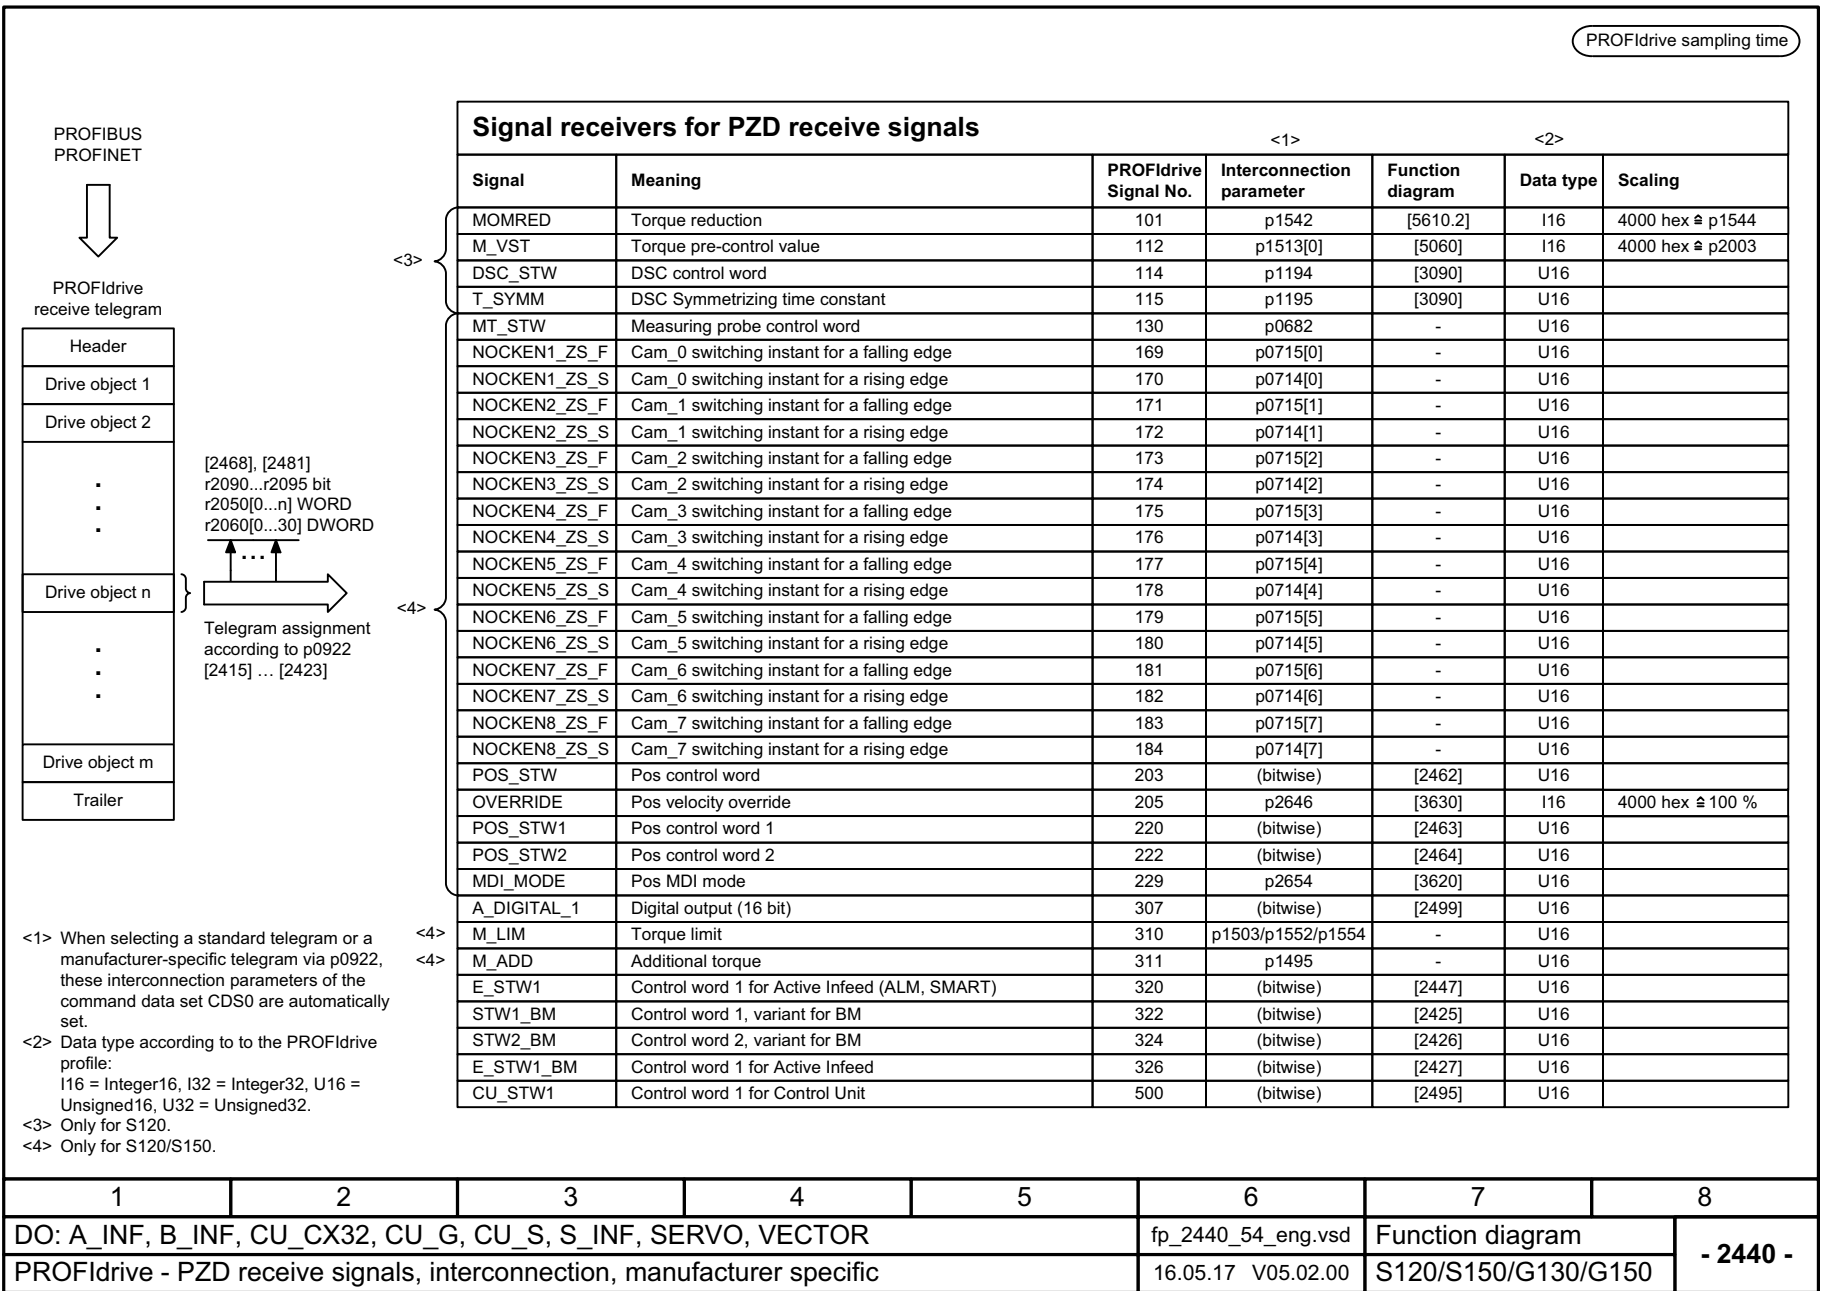 PROFIdrive sampling time
PROFIBUS
PROFINET
PROFIdrive
receive telegram
Header
Drive object 1
Drive object 2
.
.
.
Drive object n
.
.
.
Drive object m
Trailer
[2468], [2481]
r2090...r2095 bit
r2050[0...n] WORD
r2060[0...30] DWORD
...
Telegram assignment
according to p0922
[2415] … [2423]
<3>
<4>
<4>
<4>
Signal receivers for PZD receive signals <1> <2>
Signal Meaning PROFIdrive Signal No. Interconnection parameter Function diagram Data type Scaling
MOMRED Torque reduction 101 p1542 [5610.2] I16 4000 hex ≙ p1544
M_VST Torque pre-control value 112 p1513[0] [5060] I16 4000 hex ≙ p2003
DSC_STW DSC control word 114 p1194 [3090] U16
T_SYMM DSC Symmetrizing time constant 115 p1195 [3090] U16
MT_STW Measuring probe control word 130 p0682 - U16
NOCKEN1_ZS_F Cam_0 switching instant for a falling edge 169 p0715[0] - U16
NOCKEN1_ZS_S Cam_0 switching instant for a rising edge 170 p0714[0] - U16
NOCKEN2_ZS_F Cam_1 switching instant for a falling edge 171 p0715[1] - U16
NOCKEN2_ZS_S Cam_1 switching instant for a rising edge 172 p0714[1] - U16
NOCKEN3_ZS_F Cam_2 switching instant for a falling edge 173 p0715[2] - U16
NOCKEN3_ZS_S Cam_2 switching instant for a rising edge 174 p0714[2] - U16
NOCKEN4_ZS_F Cam_3 switching instant for a falling edge 175 p0715[3] - U16
NOCKEN4_ZS_S Cam_3 switching instant for a rising edge 176 p0714[3] - U16
NOCKEN5_ZS_F Cam_4 switching instant for a falling edge 177 p0715[4] - U16
NOCKEN5_ZS_S Cam_4 switching instant for a rising edge 178 p0714[4] - U16
NOCKEN6_ZS_F Cam_5 switching instant for a falling edge 179 p0715[5] - U16
NOCKEN6_ZS_S Cam_5 switching instant for a rising edge 180 p0714[5] - U16
NOCKEN7_ZS_F Cam_6 switching instant for a falling edge 181 p0715[6] - U16
NOCKEN7_ZS_S Cam_6 switching instant for a rising edge 182 p0714[6] - U16
NOCKEN8_ZS_F Cam_7 switching instant for a falling edge 183 p0715[7] - U16
NOCKEN8_ZS_S Cam_7 switching instant for a rising edge 184 p0714[7] - U16
POS_STW Pos control word 203 (bitwise) [2462] U16
OVERRIDE Pos velocity override 205 p2646 [3630] I16 4000 hex ≙ 100 %
POS_STW1 Pos control word 1 220 (bitwise) [2463] U16
POS_STW2 Pos control word 2 222 (bitwise) [2464] U16
MDI_MODE Pos MDI mode 229 p2654 [3620] U16
A_DIGITAL_1 Digital output (16 bit) 307 (bitwise) [2499] U16
M_LIM Torque limit 310 p1503/p1552/p1554 - U16
M_ADD Additional torque 311 p1495 - U16
E_STW1 Control word 1 for Active Infeed (ALM, SMART) 320 (bitwise) [2447] U16
STW1_BM Control word 1, variant for BM 322 (bitwise) [2425] U16
STW2_BM Control word 2, variant for BM 324 (bitwise) [2426] U16
E_STW1_BM Control word 1 for Active Infeed 326 (bitwise) [2427] U16
CU_STW1 Control word 1 for Control Unit 500 (bitwise) [2495] U16
<1> When selecting a standard telegram or a
manufacturer-specific telegram via p0922,
these interconnection parameters of the
command data set CDS0 are automatically
set.
<2> Data type according to to the PROFIdrive
profile:
I16 = Integer16, I32 = Integer32, U16 =
Unsigned16, U32 = Unsigned32.
<3> Only for S120.
<4> Only for S120/S150.
1 2 3 4 5 6 7 8
DO: A_INF, B_INF, CU_CX32, CU_G, CU_S, S_INF, SERVO, VECTOR fp_2440_54_eng.vsd Function diagram
- 2440 -
PROFIdrive - PZD receive signals, interconnection, manufacturer specific 16.05.17 V05.02.00 S120/S150/G130/G150